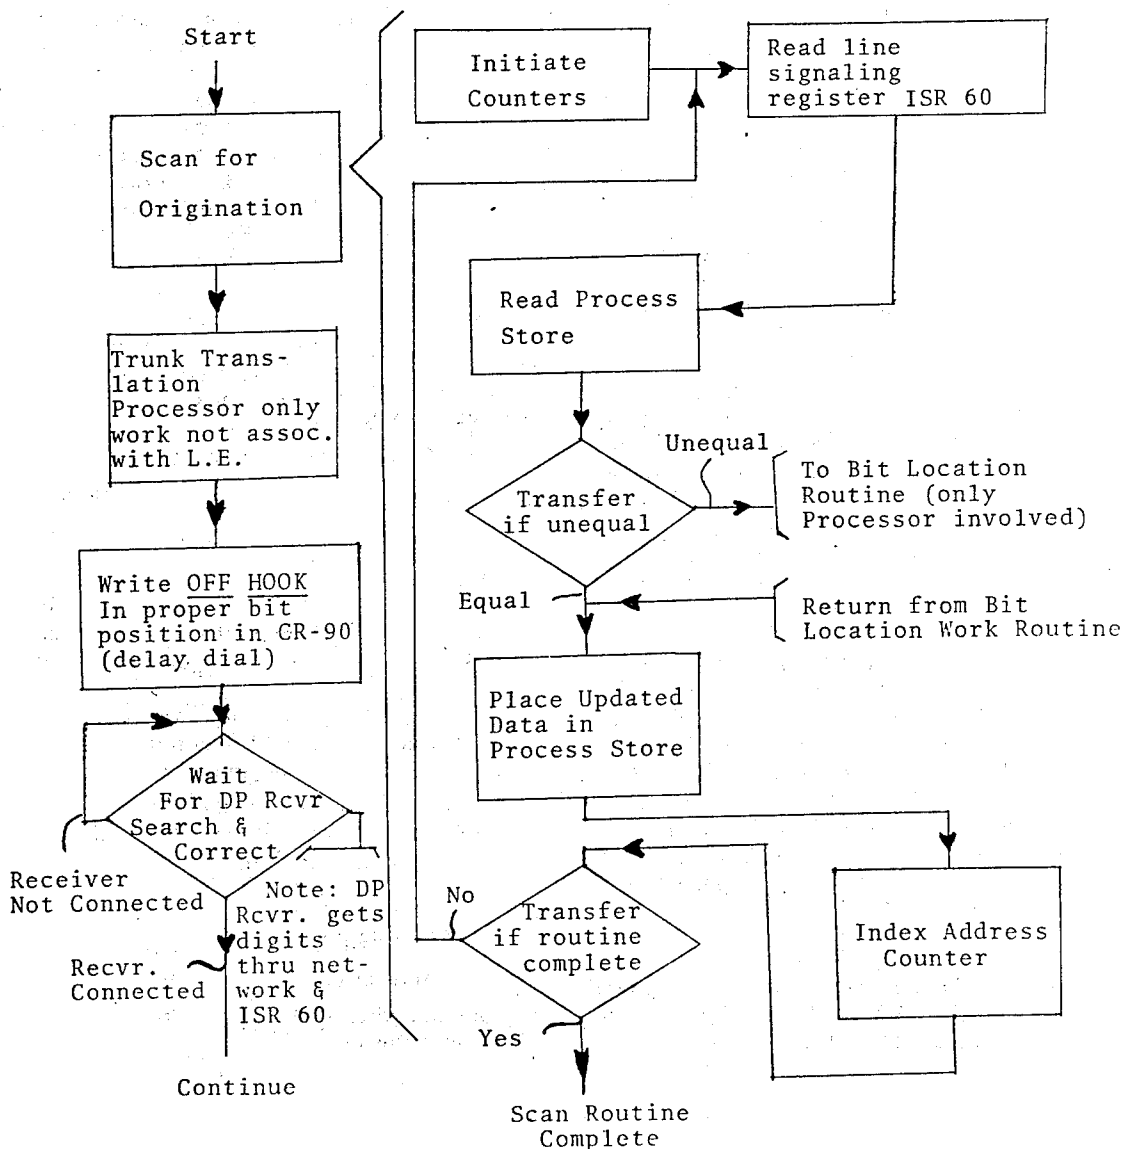 Start
Scan for
Origination
Trunk Trans-
lation
Processor only
work not assoc.
with L.E.
Write OFF HOOK
In proper bit
position in CR-90
(delay dial)
Wait
For DP Rcvr
Search &
Correct
Receiver
Not Connected
Note: DP
Rcvr. gets
digits
thru net-
work &
ISR 60
Recvr.
Connected
Continue
Initiate
Counters
Read line
signaling
register ISR 60
Read Process
Store
Transfer
if unequal
Unequal
To Bit Location
Routine (only
Processor involved)
Equal
Return from Bit
Location Work Routine
Place Updated
Data in
Process Store
Index Address
Counter
No
Transfer
if routine
complete
Yes
Scan Routine
Complete